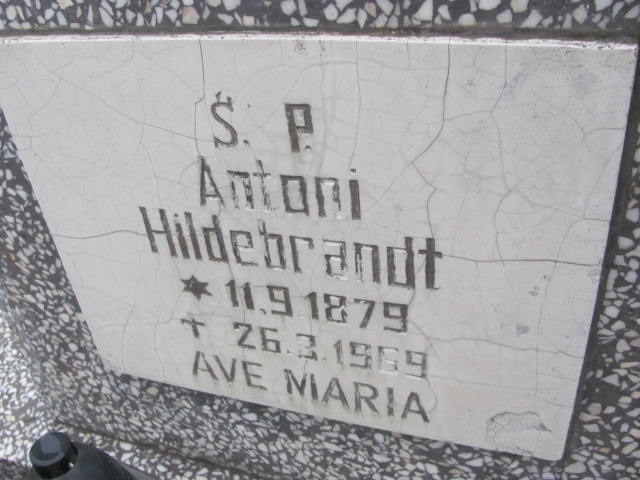 Ś. P.
Antoni
Hildebrandt
* 11.9.1879
+ 26.3.1969
AVE MARIA